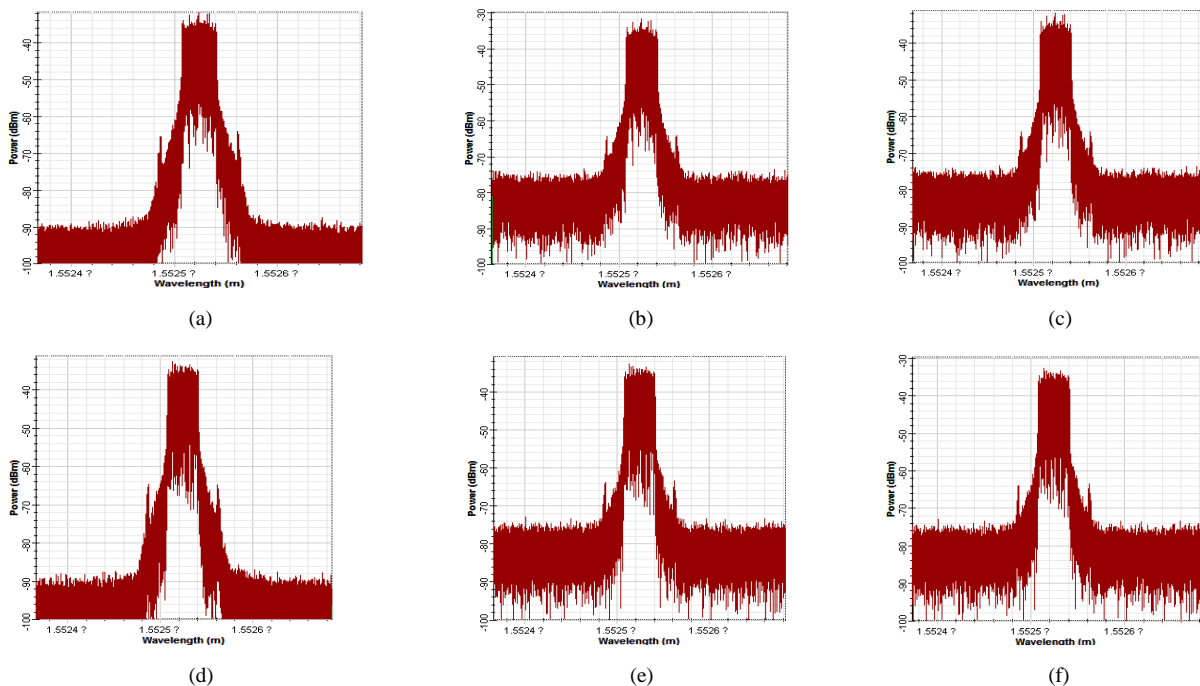 -40 -50 -60 -70 -80 -90 -100
Power (dBm)
1.5524 ? 1.5525 ? 1.5526 ?
Wavelength (m)
(a)
-30 -40 -50 -60 -70 -80 -90 -100
Power (dBm)
1.5524 ? 1.5525 ? 1.5526 ?
Wavelength (m)
(b)
-40 -50 -60 -70 -80 -90 -100
Power (dBm)
1.5524 ? 1.5525 ? 1.5526 ?
Wavelength (m)
(c)
-40 -50 -60 -70 -80 -90 -100
Power (dBm)
1.5524 ? 1.5525 ? 1.5526 ?
Wavelength (m)
(d)
-40 -50 -60 -70 -80 -90 -100
Power (dBm)
1.5524 ? 1.5525 ? 1.5526 ?
Wavelength (m)
(e)
-30 -40 -50 -60 -70 -80 -90 -100
Power (dBm)
1.5524 ? 1.5525 ? 1.5526 ?
Wavelength (m)
(f)